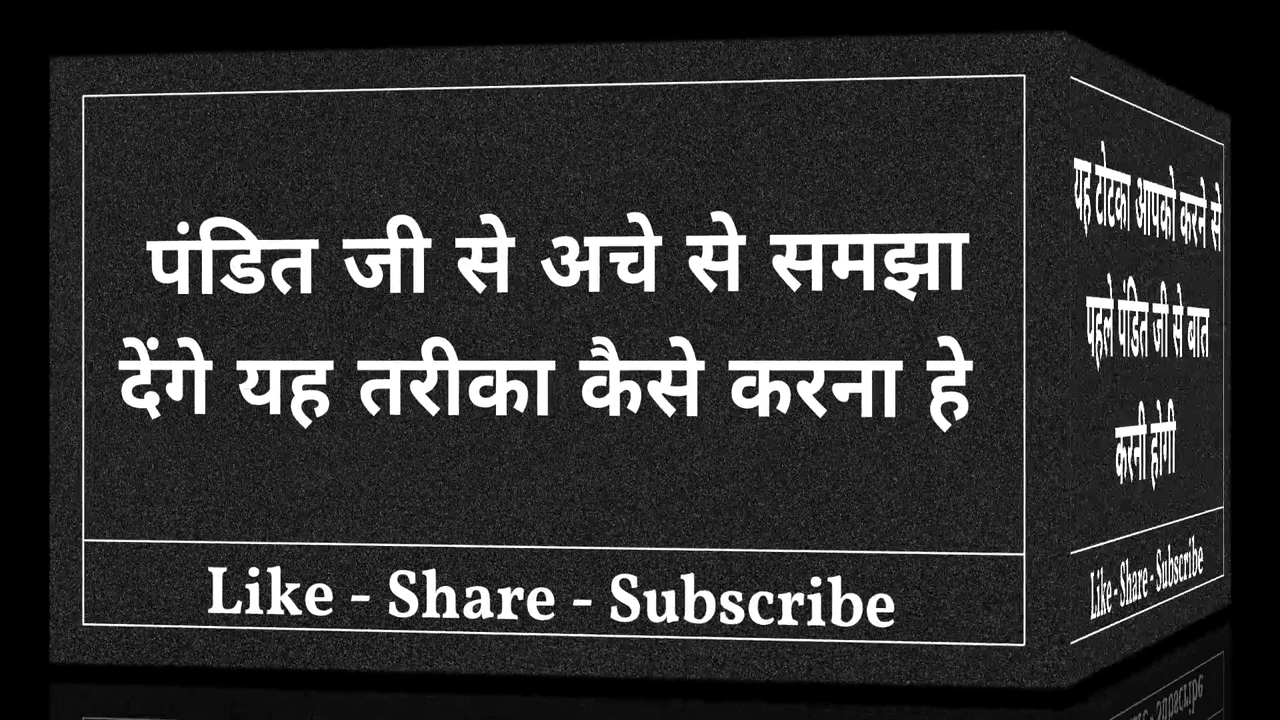 पंडित जी से अचे से समझा
देंगे यह तरीका कैसे करना हे
Like - Share - Subscribe
यह टोटका आपको करने से
पहले पंडित जी से बात
करनी होगी
Like - Share - Subscribe